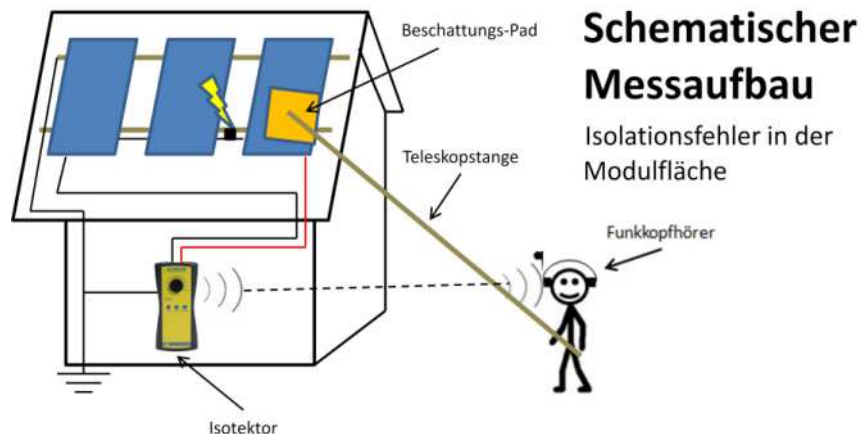 Beschattungs-Pad
Schematischer
Messaufbau
Isolationsfehler in der
Modulfläche
Teleskopstange
Funkkopfhörer
Isotektor